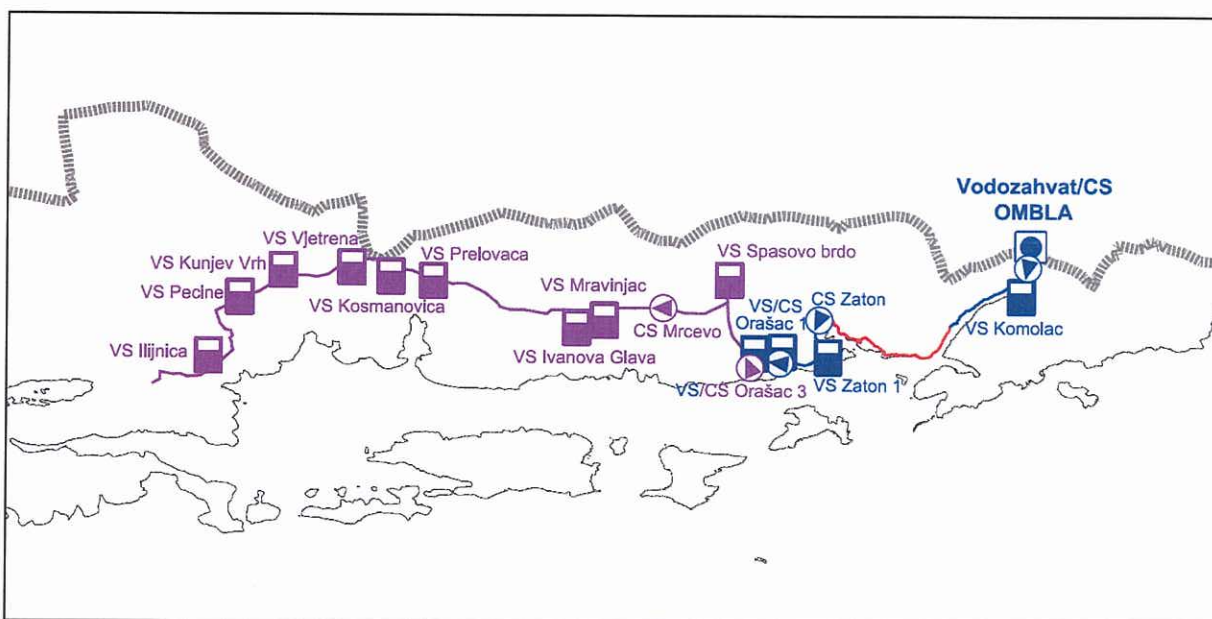 Vodozahvat/CS
OMBLA
VS Vjetrena
VS Prelovaca
VS Spasovo brdo
VS Kunjev Vrh
VS Pecine
VS Mravinjac
VS/CS
Orašac 1
CS Zaton
VS Kosmanovica
CS Mrcevo
VS Komolac
VS Ilijnica
VS Ivanova Glava
VS/CS Orašac 3
VS Zaton 1